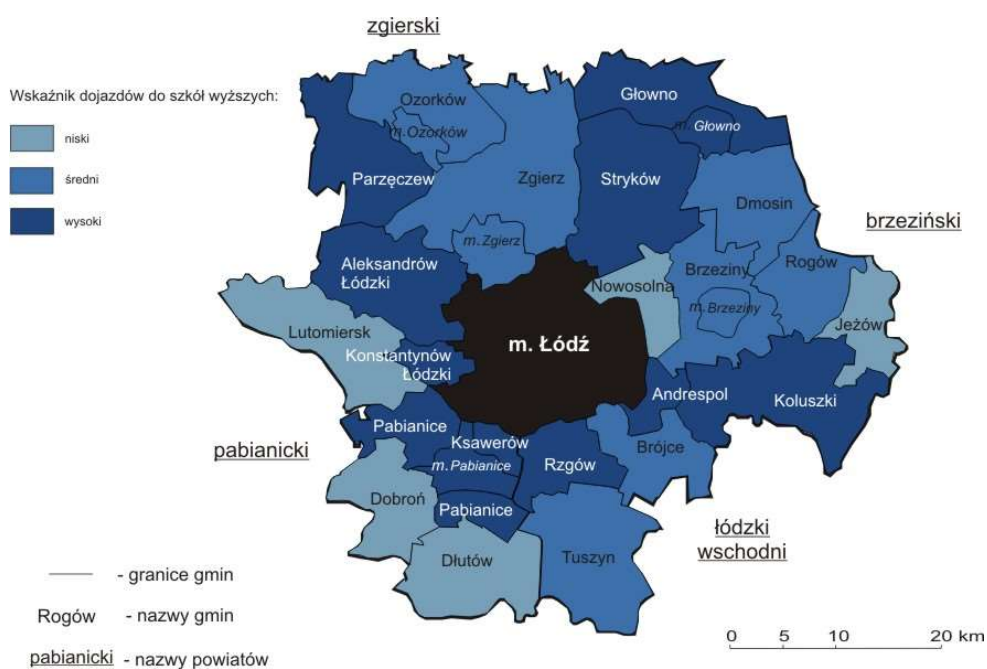 zgierski
Wskaźnik dojazdów do szkół wyższych:
niski
średni
wysoki
Ozorków
m. Ozorków
Głowno
m. Głowno
Parzęczew
Zgierz
Stryków
Dmosin
brzeziński
m. Zgierz
Aleksandrów
Łódzki
Brzeziny
Rogów
Nowosolna
m. Brzeziny
Jeżów
Lutomiersk
m. Łódź
Konstantynów
Łódzki
Andrespol
Koluszki
Pabianice
Ksawerów
pabianicki
m. Pabianice
Rzgów
Brójce
Dobroń
Pabianice
łódzki
wschodni
Dłutów
Tuszyn
- granice gmin
Rogów - nazwy gmin
pabianicki - nazwy powiatów
0 5 10 20 km